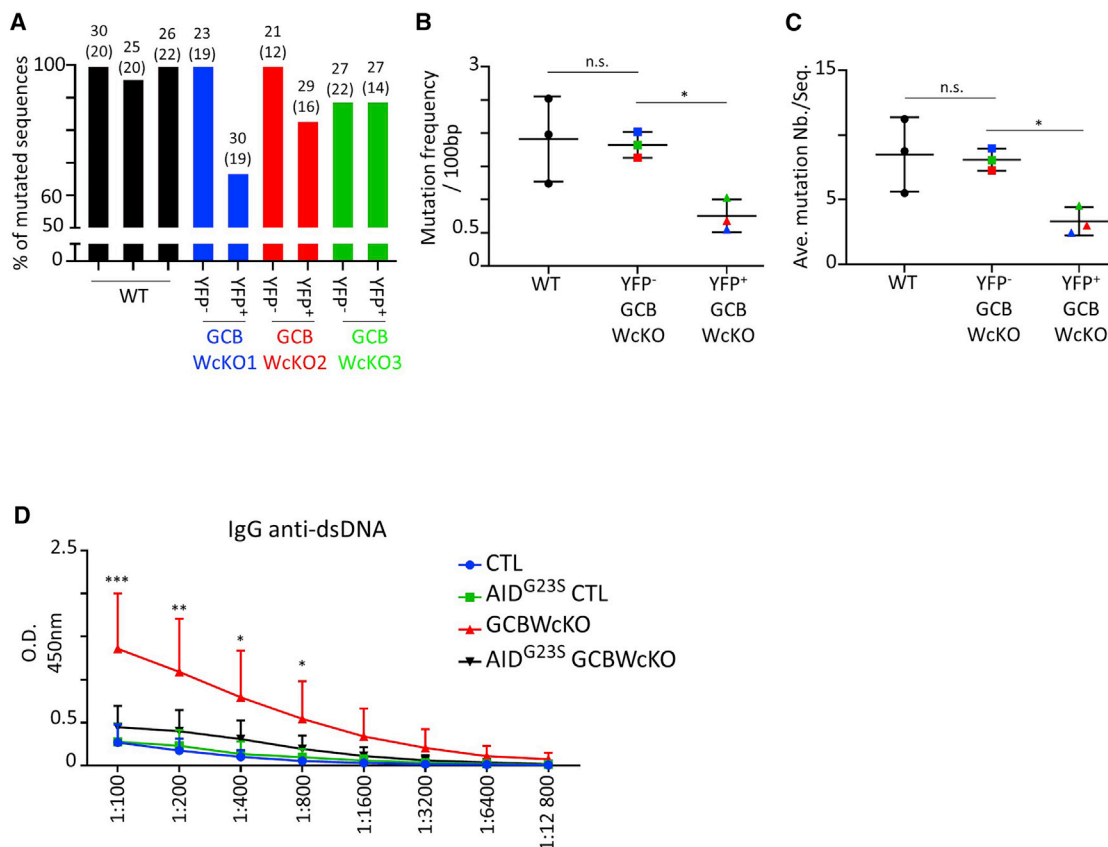 A
30 25 26 23 30 21 29 27 27
(20) (20) (22) (19) (19) (12) (16) (22) (14)
% of mutated sequences
100
60
50
0
WT
YFP- YFP+ YFP- YFP+ YFP- YFP+
GCB GCB GCB
WcKO1 WcKO2 WcKO3
B
Mutation frequency
/ 100bp
3
0.5
0
n.s.
*
WT YFP- YFP+
GCB GCB
WcKO WcKO
C
Ave. mutation Nb./Seq.
15
10
5
0
n.s.
*
WT YFP- YFP+
GCB GCB
WcKO WcKO
D
IgG anti-dsDNA
O.D.
450nm
2.5
0.5
0
*** ** * *
CTL
AIDG23S CTL
GCBWcKO
AIDG23S GCBWcKO
1:100 1:200 1:400 1:800 1:1600 1:3200 1:6400 1:12 800